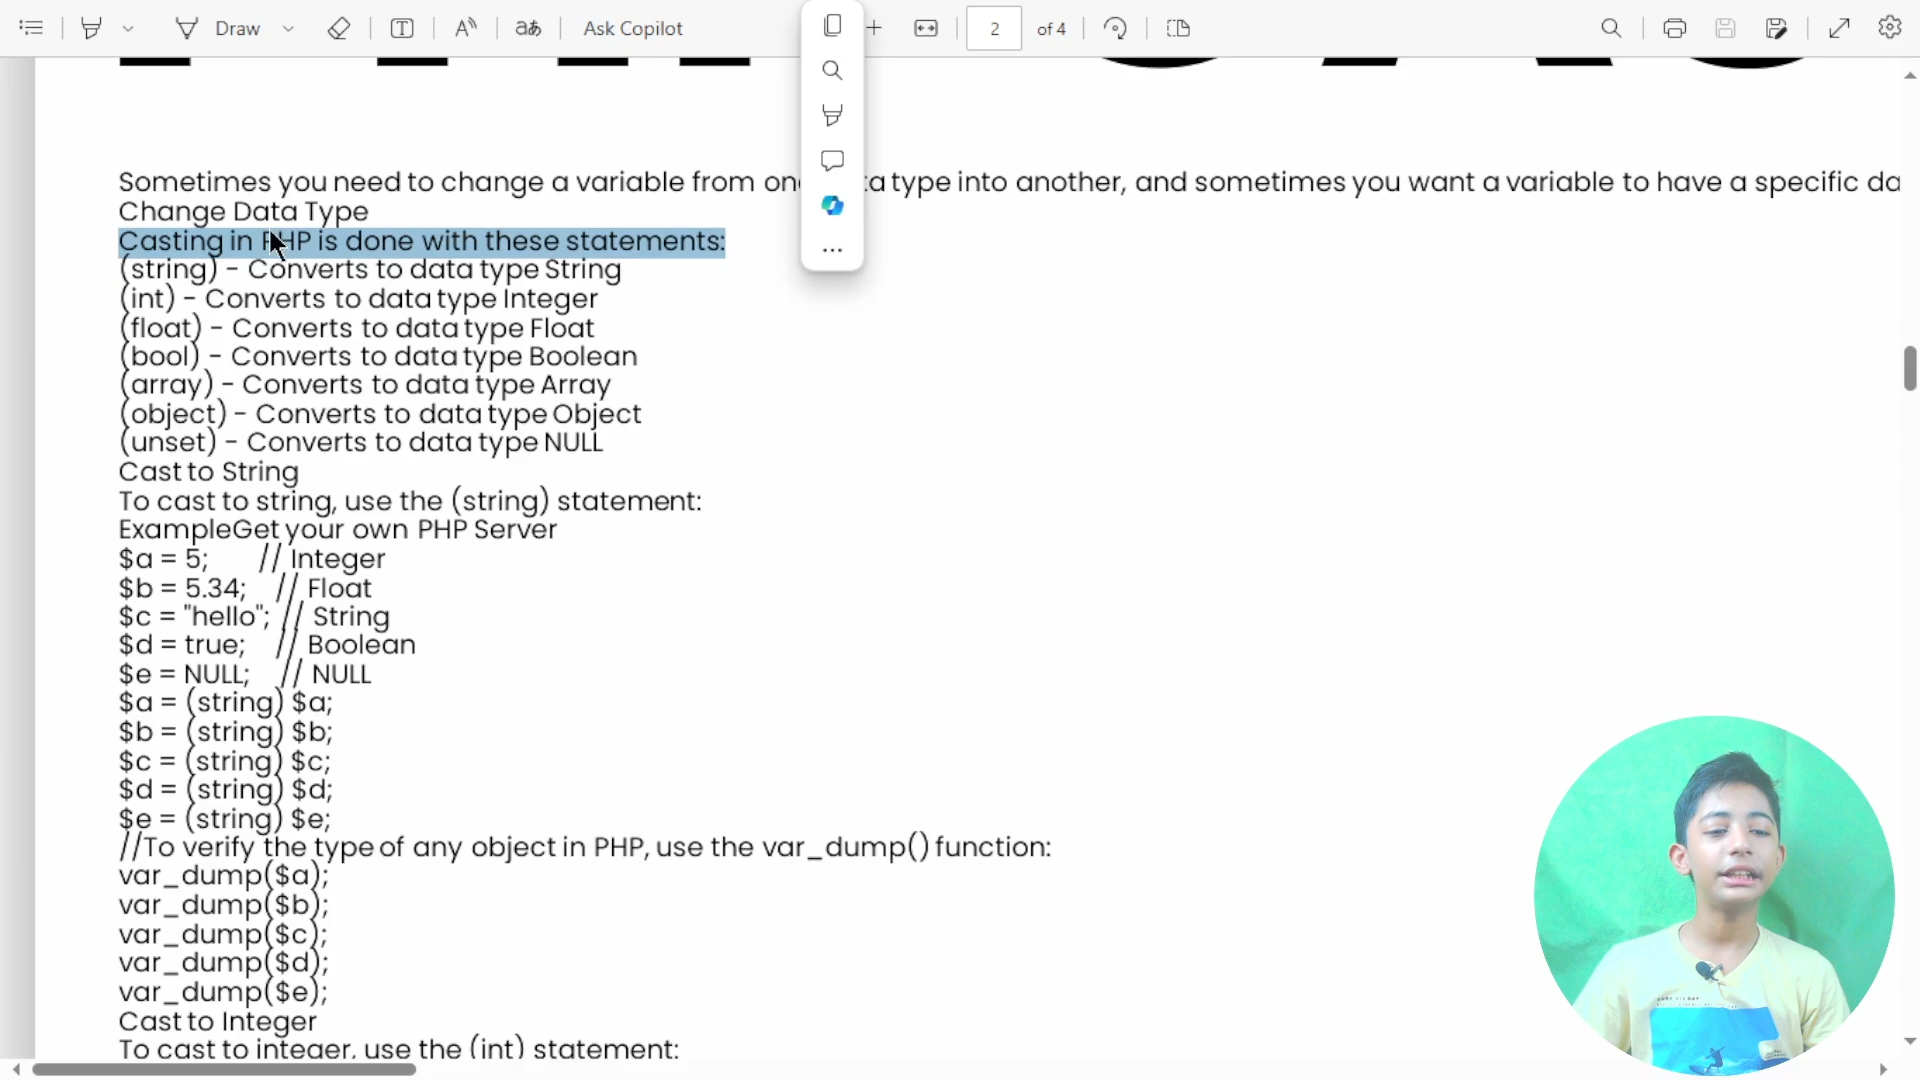 Draw
Ask Copilot
2 of 4
Sometimes you need to change a variable from a type into another, and sometimes you want a variable to have a specific da
Change Data Type
Casting in PHP is done with these statements:
(string) - Converts to data type String
(int) - Converts to data type Integer
(float) - Converts to data type Float
(bool) - Converts to data type Boolean
(array) - Converts to data type Array
(object) - Converts to data type Object
(unset) - Converts to data type NULL
Cast to String
To cast to string, use the (string) statement:
ExampleGet your own PHP Server
$a = 5;       // Integer
$b = 5.34;    // Float
$c = "hello"; // String
$d = true;    // Boolean
$e = NULL;    // NULL
$a = (string) $a;
$b = (string) $b;
$c = (string) $c;
$d = (string) $d;
$e = (string) $e;
//To verify the type of any object in PHP, use the var_dump() function:
var_dump($a);
var_dump($b);
var_dump($c);
var_dump($d);
var_dump($e);
Cast to Integer
To cast to integer, use the (int) statement: